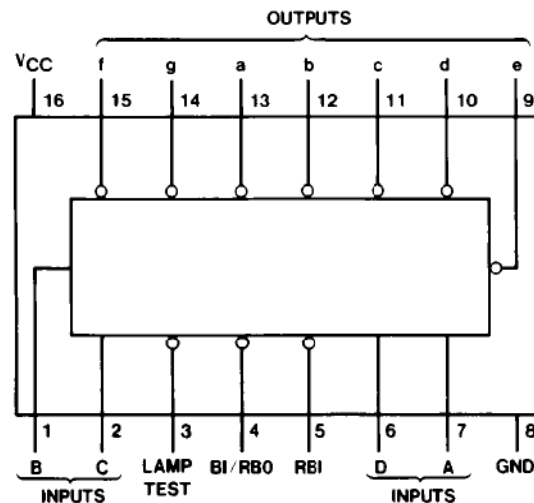 OUTPUTS
VCC f g a b c d e
16 15 14 13 12 11 10 9
1 2 3 4 5 6 7 8
B C LAMP TEST BI/RBO RBI D A GND
INPUTS INPUTS